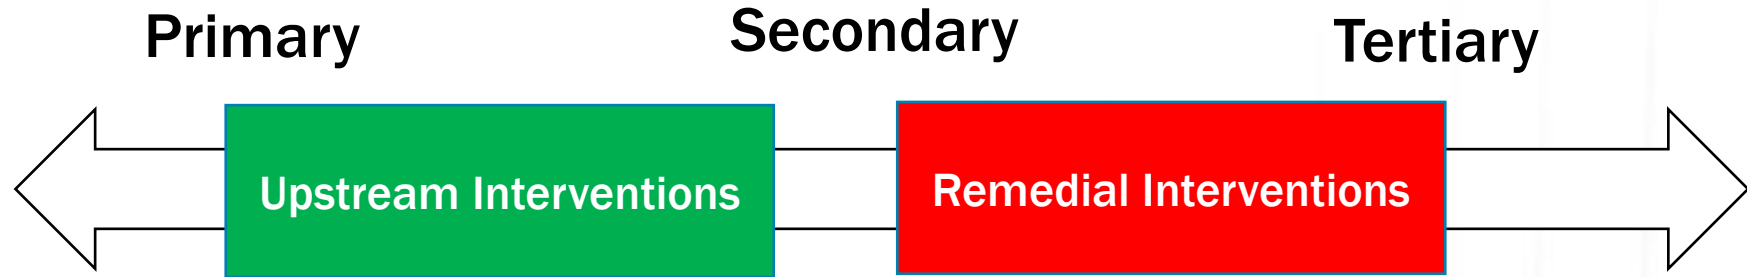 Primary
Secondary
Tertiary
Upstream Interventions
Remedial Interventions